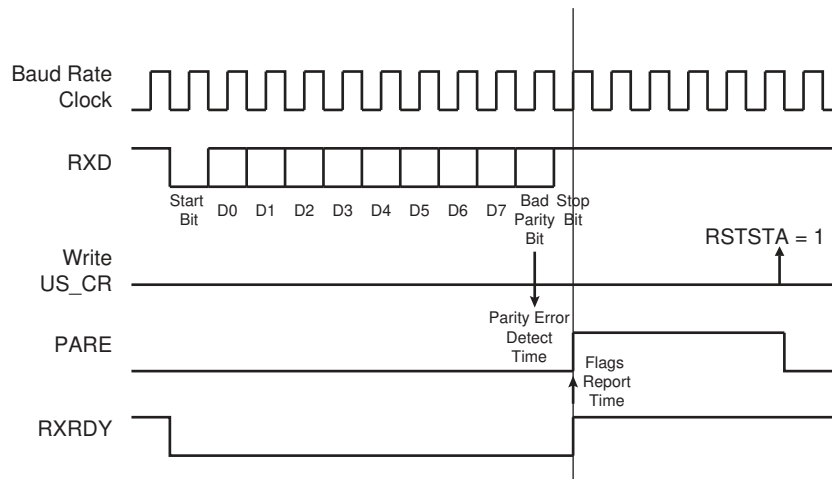 Baud Rate
Clock
RXD
Start
Bit
D0
D1
D2
D3
D4
D5
D6
D7
Bad
Parity
Bit
Stop
Bit
Write
US_CR
RSTSTA = 1
Parity Error
Detect
Time
PARE
Flags
Report
Time
RXRDY